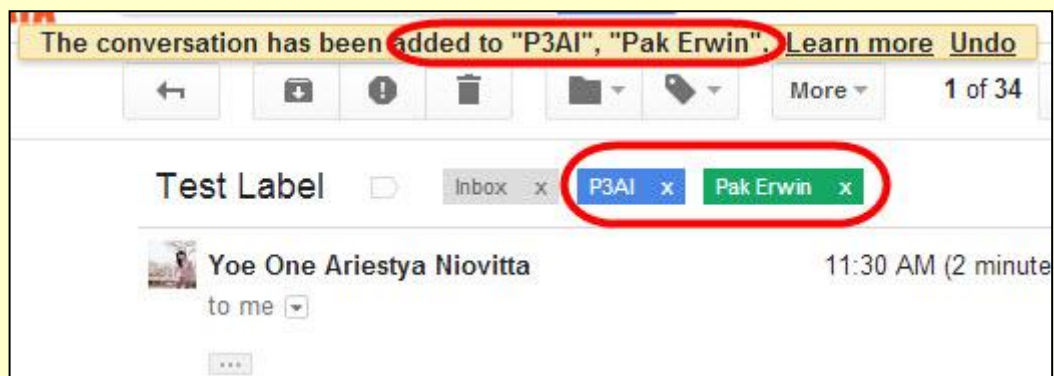 The conversation has been added to "P3AI", "Pak Erwin". Learn more Undo
More 1 of 34
Test Label Inbox x P3AI x Pak Erwin x
Yoe One Ariestya Niovitta 11:30 AM (2 minute
to me